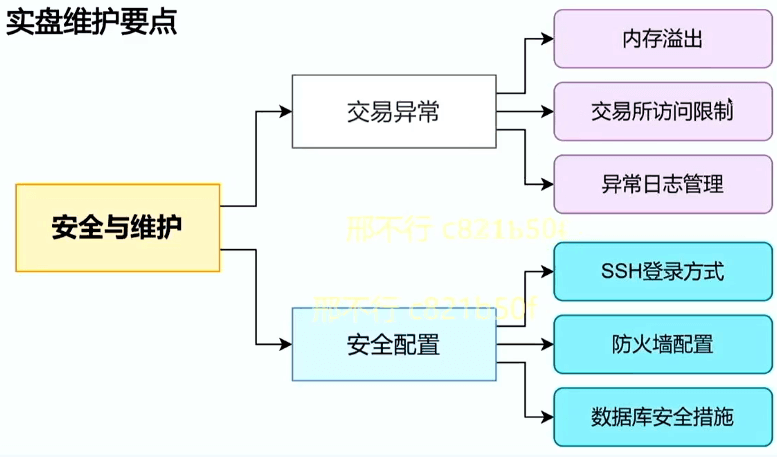 实盘维护要点
内存溢出
交易异常
交易所访问限制
异常日志管理
安全与维护
邢不行 c821b50f
SSH登录方式
邢不行 c821b50f
安全配置
防火墙配置
数据库安全措施